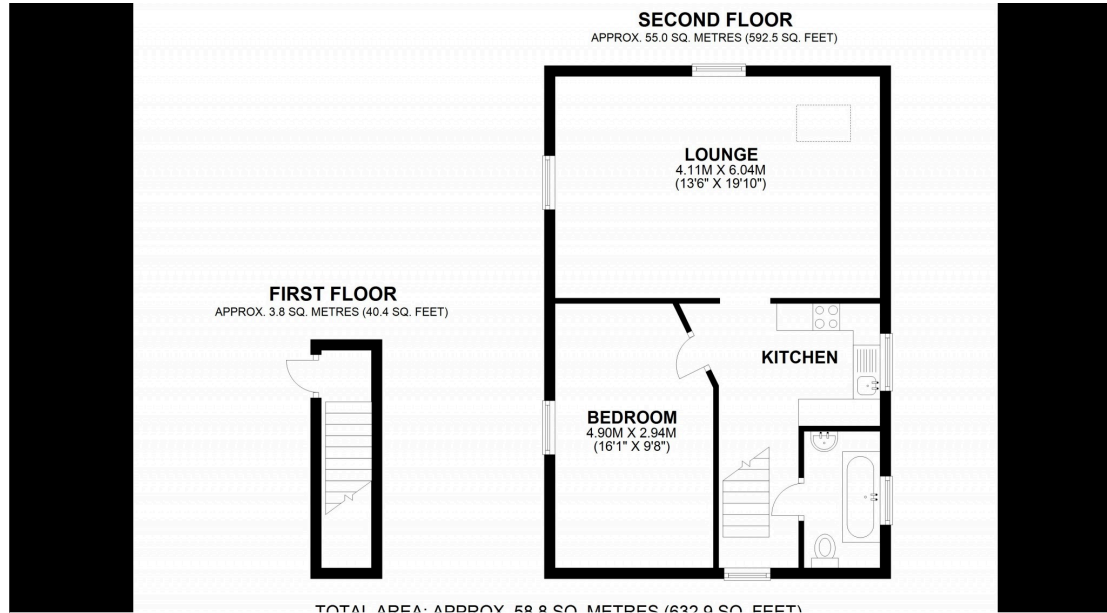 SECOND FLOOR
APPROX. 55.0 SQ. METRES (592.5 SQ. FEET)
LOUNGE
4.11M X 6.04M
(13'6" X 19'10")
FIRST FLOOR
APPROX. 3.8 SQ. METRES (40.4 SQ. FEET)
KITCHEN
BEDROOM
4.90M X 2.94M
(16'1" X 9'8")
TOTAL AREA: APPROX. 58.8 SQ. METRES (632.9 SQ. FEET)